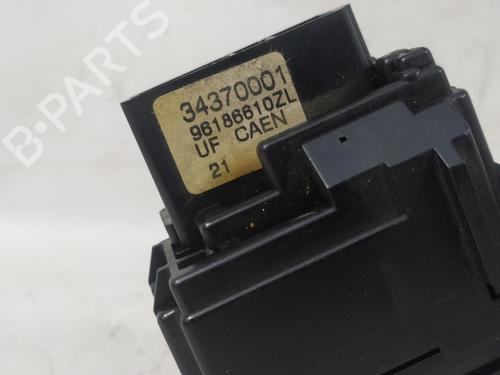 B-PARTS
34370001
96186610ZL
UF CAEN
21